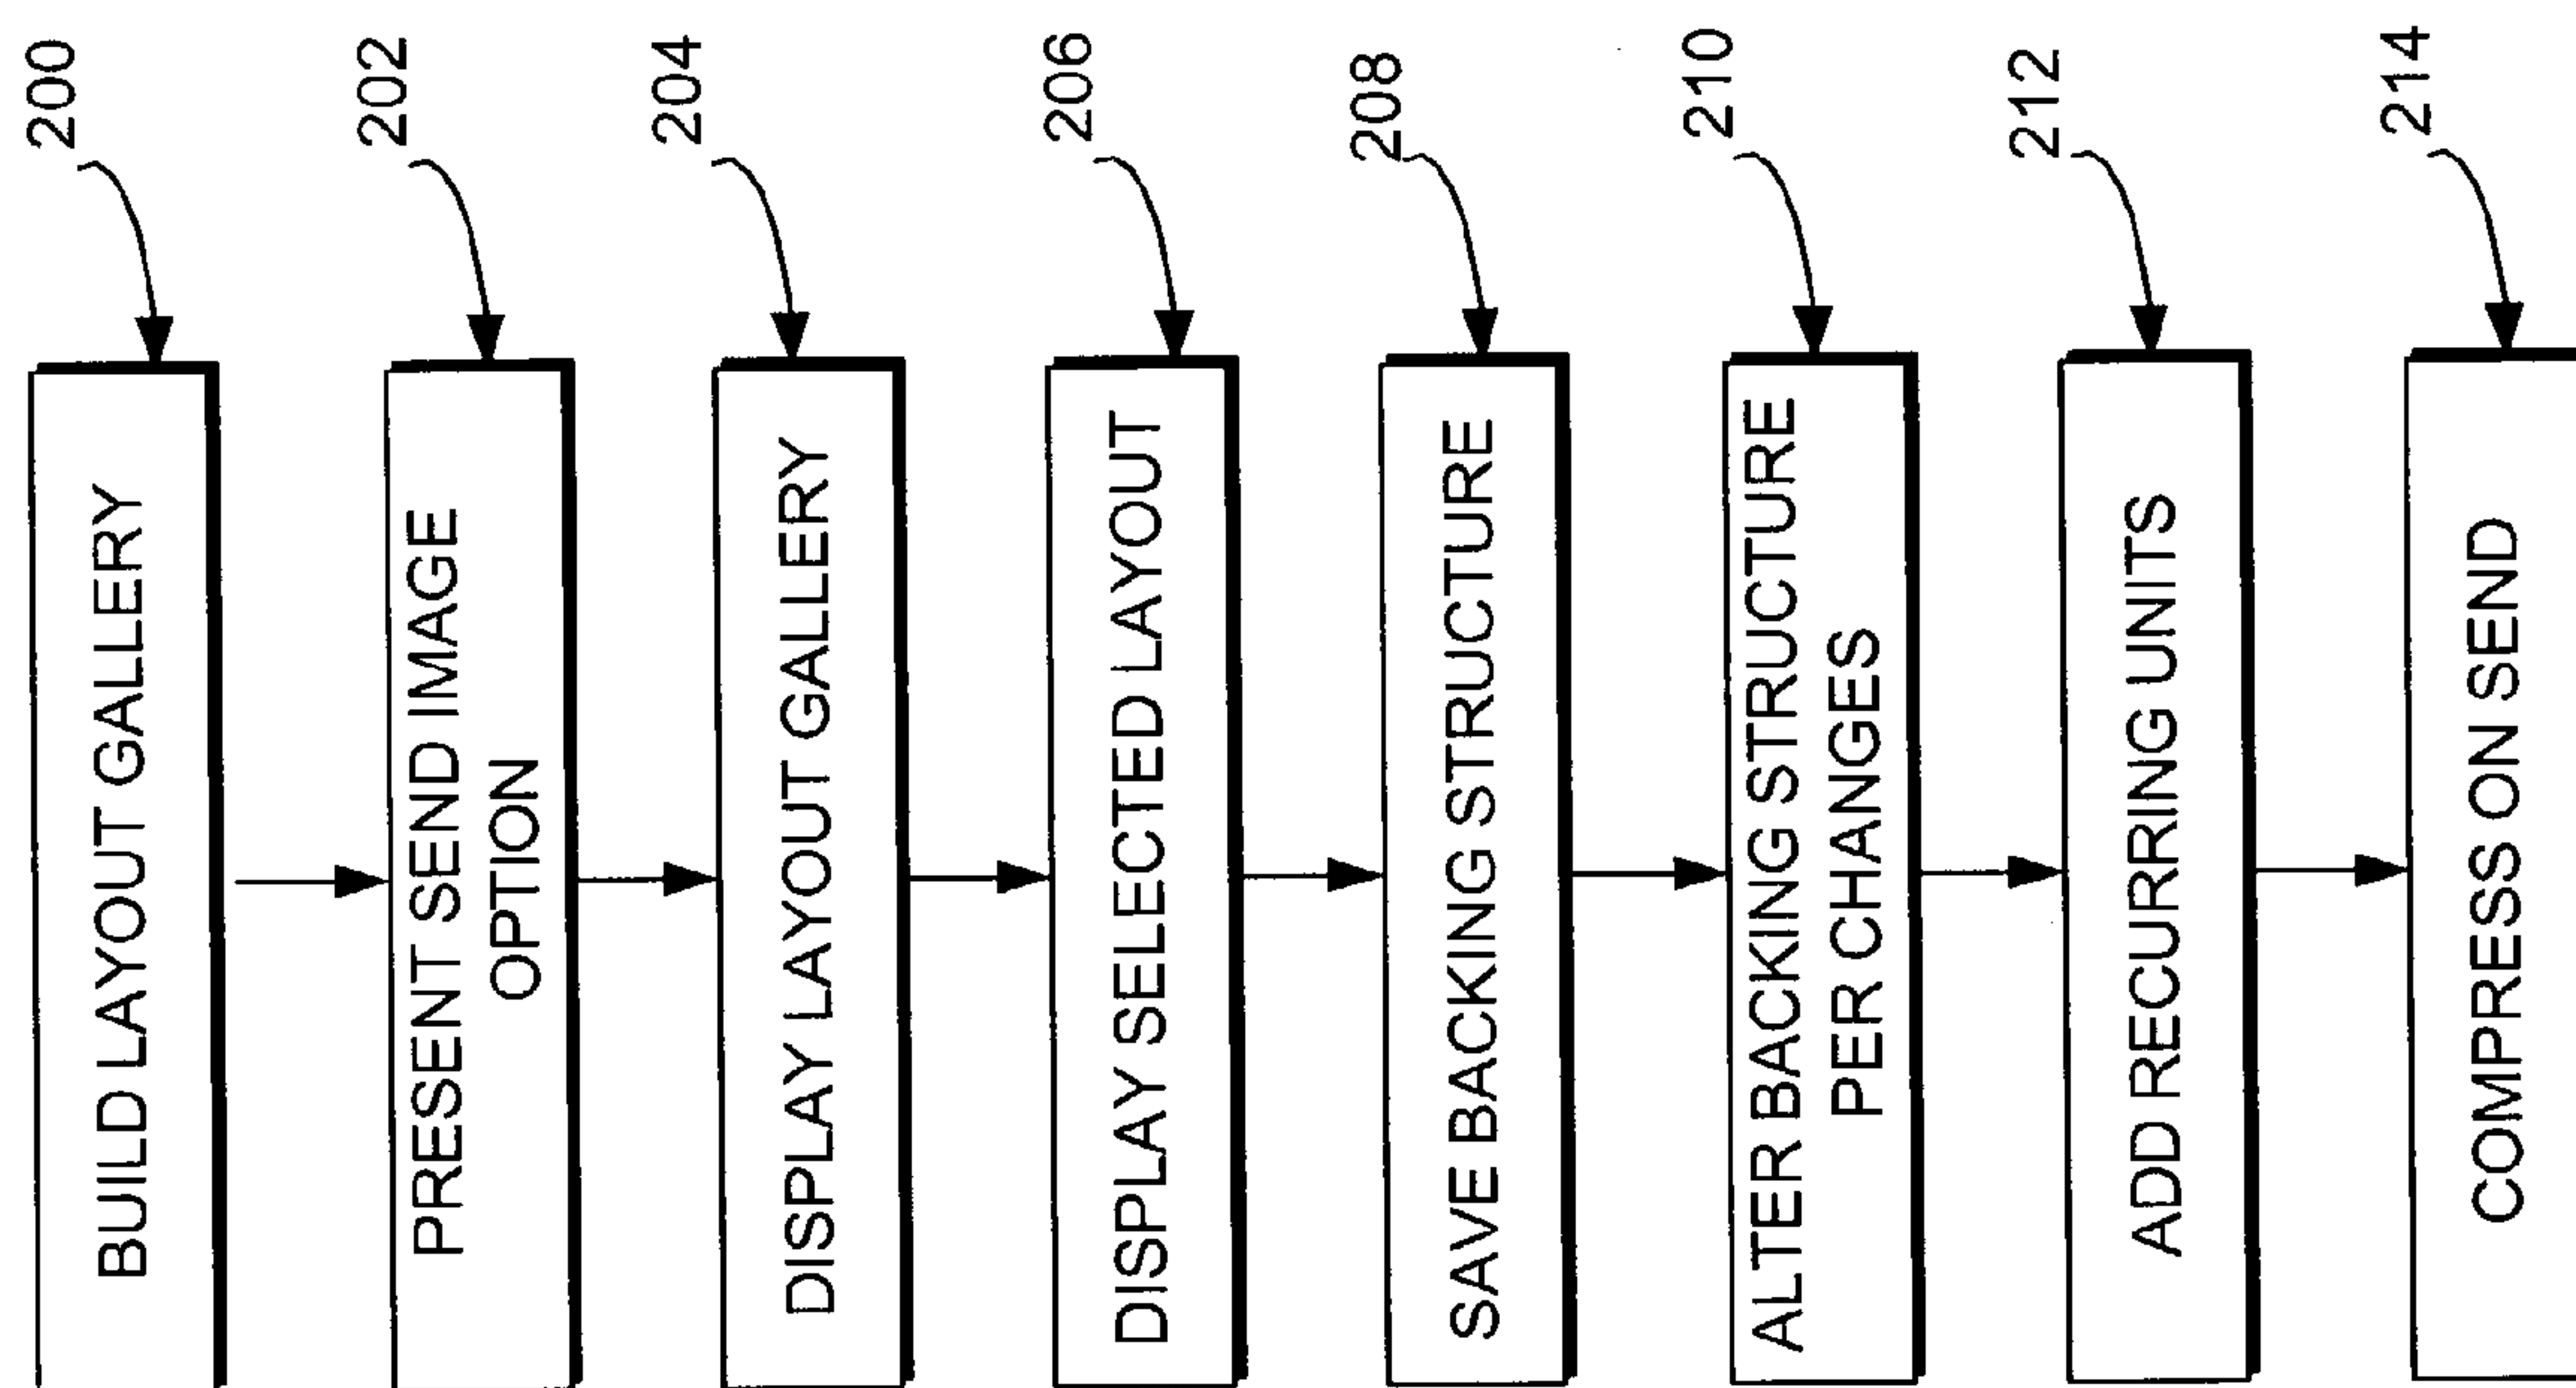 BUILD LAYOUT GALLERY
200
PRESENT SEND IMAGE
OPTION
202
DISPLAY LAYOUT GALLERY
204
DISPLAY SELECTED LAYOUT
206
SAVE BACKING STRUCTURE
208
ALTER BACKING STRUCTURE
PER CHANGES
210
ADD RECURRING UNITS
212
COMPRESS ON SEND
214